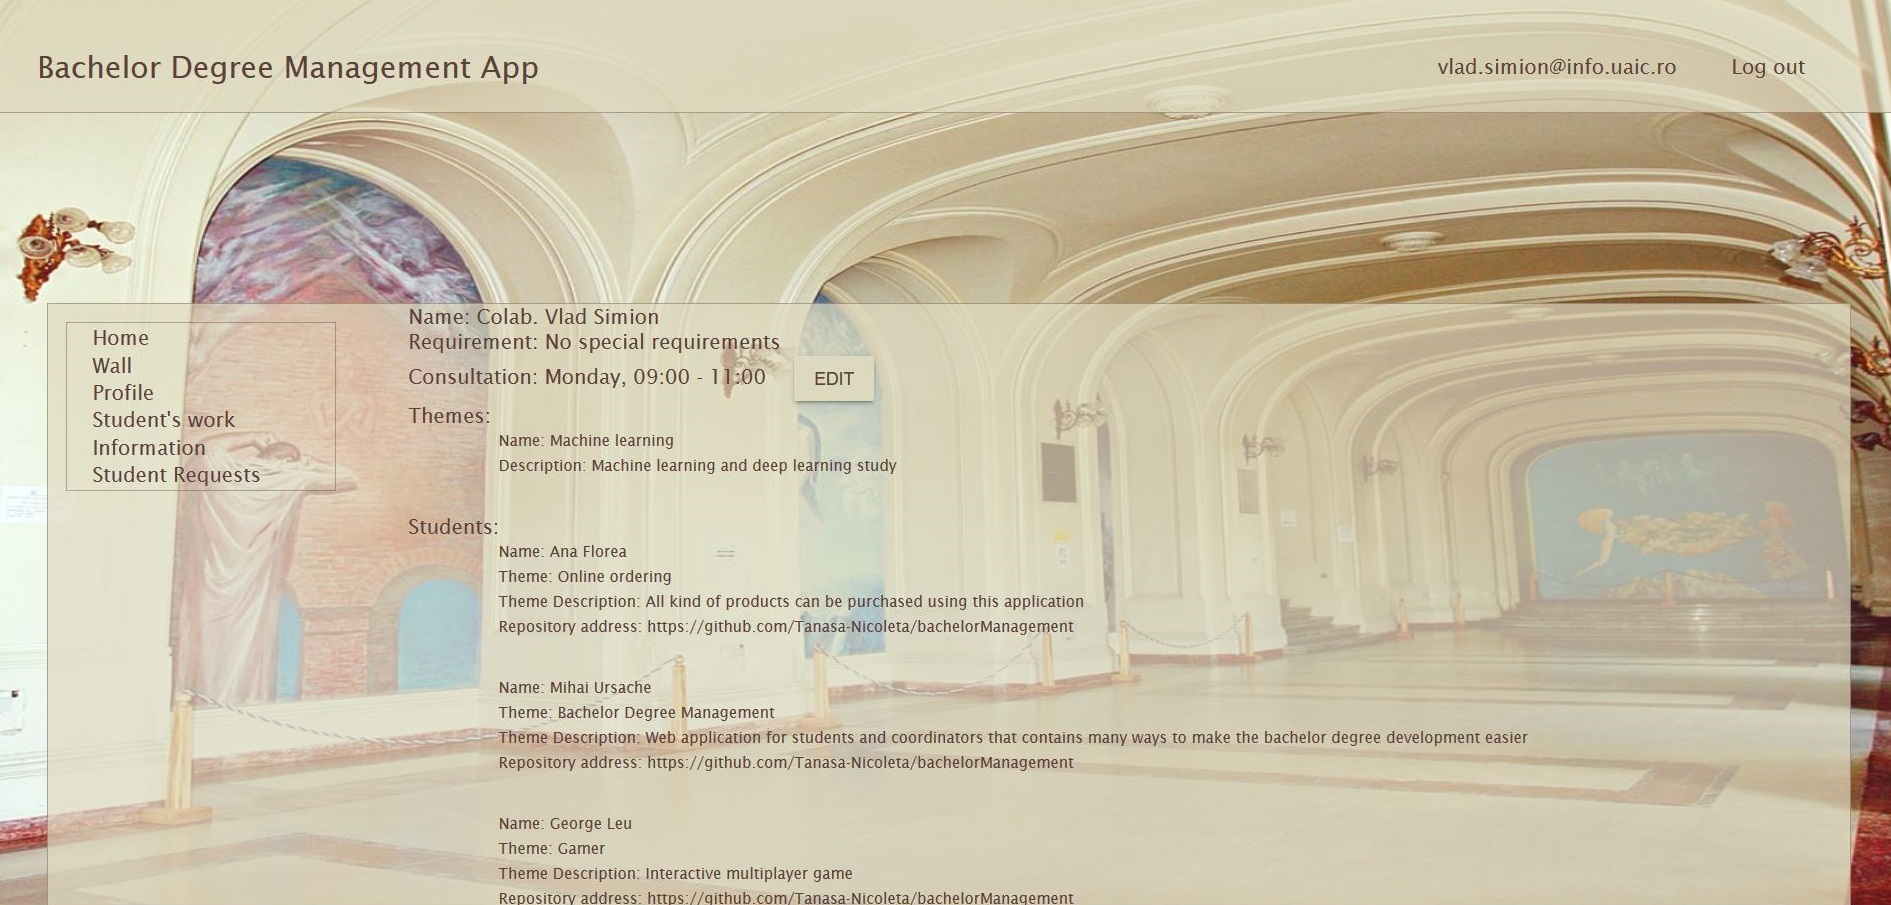 Bachelor Degree Management App
vlad.simion@info.uaic.ro Log out
Home
Wall
Profile
Student's work
Information
Student Requests
Name: Colab. Vlad Simion
Requirement: No special requirements
Consultation: Monday, 09:00 - 11:00 EDIT
Themes:
Name: Machine learning
Description: Machine learning and deep learning study
Students:
Name: Ana Florea
Theme: Online ordering
Theme Description: All kind of products can be purchased using this application
Repository address: https://github.com/Tanasa-Nicoleta/bachelorManagement
Name: Mihai Ursache
Theme: Bachelor Degree Management
Theme Description: Web application for students and coordinators that contains many ways to make the bachelor degree development easier
Repository address: https://github.com/Tanasa-Nicoleta/bachelorManagement
Name: George Leu
Theme: Gamer
Theme Description: Interactive multiplayer game
Repository address: https://github.com/Tanasa-Nicoleta/bachelorManagement